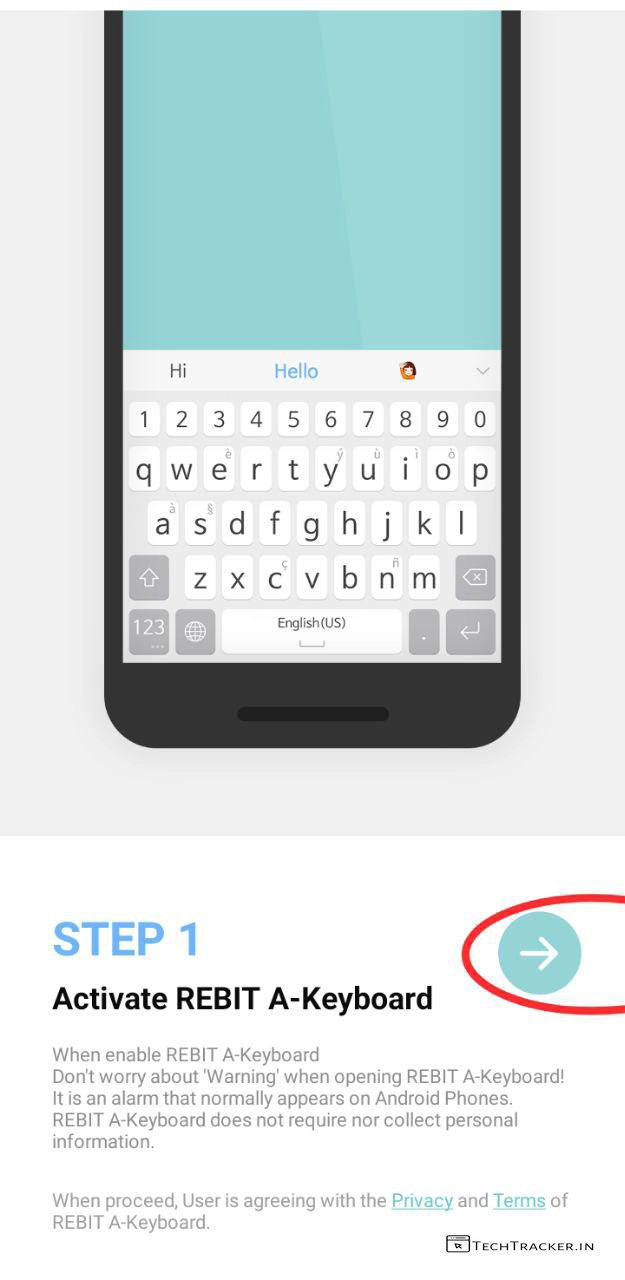 Hi Hello
1 2 3 4 5 6 7 8 9 0
è ý ù ì ò
q w e r t y u i o p
à §
a s d f g h j k l
ç ñ
z x c v b n m
123 English(US) .
...
STEP 1
Activate REBIT A-Keyboard
When enable REBIT A-Keyboard
Don't worry about 'Warning' when opening REBIT A-Keyboard!
It is an alarm that normally appears on Android Phones.
REBIT A-Keyboard does not require nor collect personal
information.
When proceed, User is agreeing with the Privacy and Terms of
REBIT A-Keyboard.
TECHTRACKER.IN